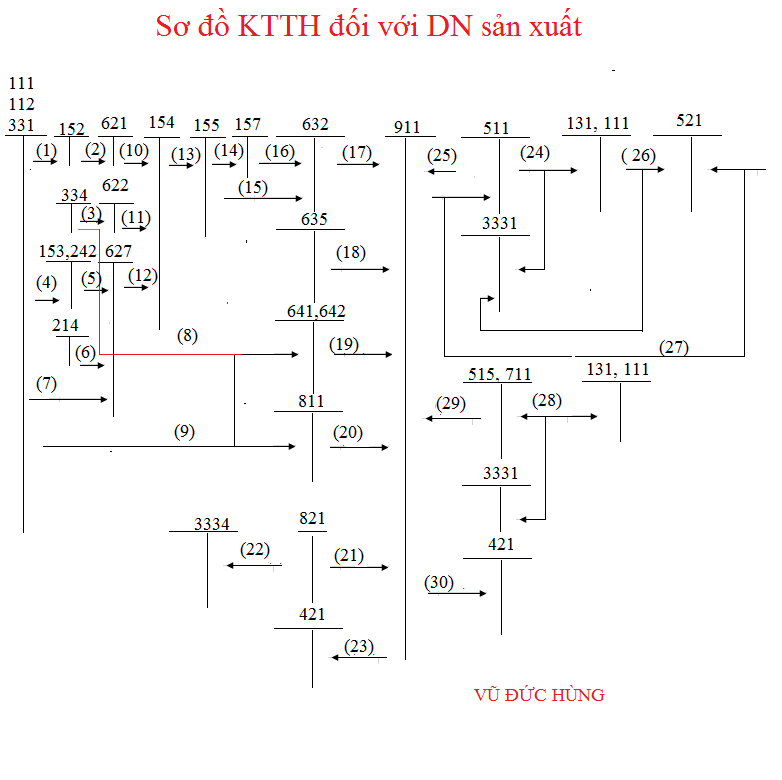 Sơ đồ KTTH đối với DN sản xuất
111
112
331 152 621 154 155 157 632 911 511 131, 111 521
(1) (2) (10) (13) (14) (16) (17) (25) (24) ( 26)
334 622 (15)
(3) (11) 635 3331
153,242 627 (18)
(4) (5) (12)
214 (8) 641,642
(6) (19) (27)
(7) 515, 711 131, 111
811 (29) (28)
(9) (20)
3331
3334 821
(22) (21) 421
(30)
421
(23)
VŨ ĐỨC HÙNG